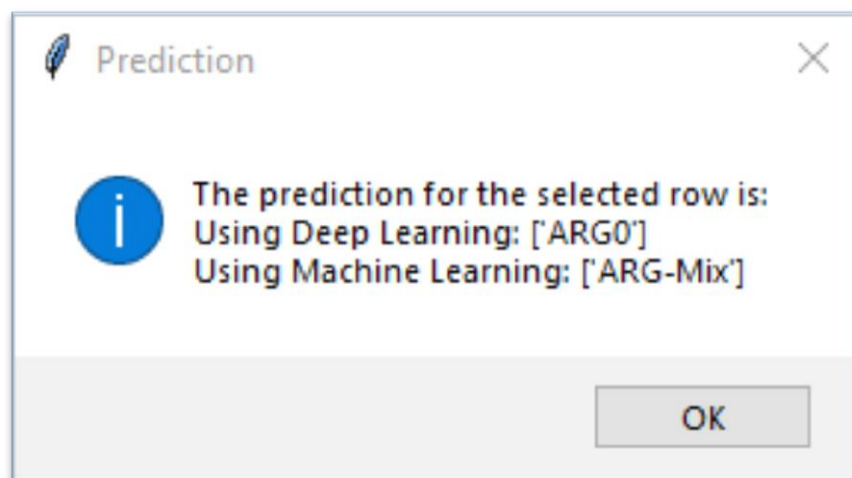 Prediction
The prediction for the selected row is:
Using Deep Learning: ['ARG0']
Using Machine Learning: ['ARG-Mix']
OK